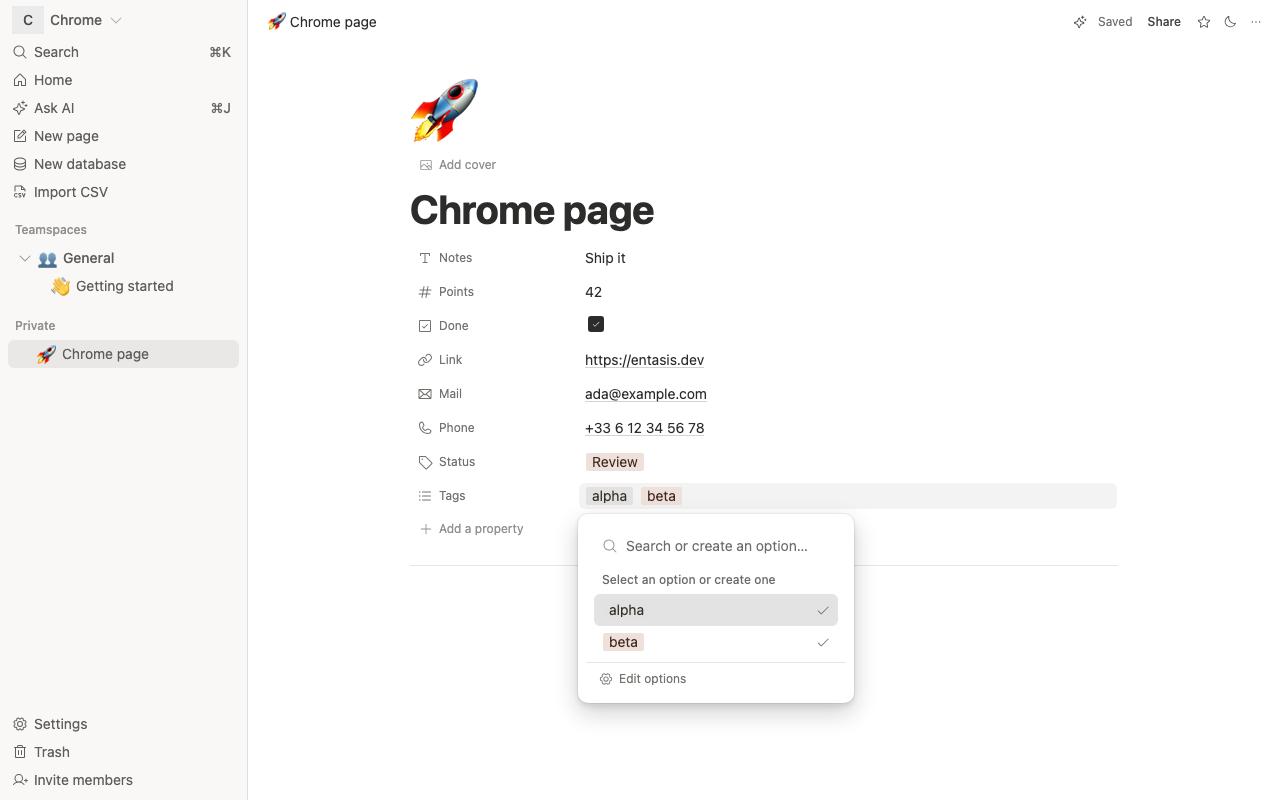 C Chrome
Search ⌘K
Home
Ask AI ⌘J
New page
New database
Import CSV
Teamspaces
General
Getting started
Private
Chrome page
Settings
Trash
Invite members
Chrome page
Saved Share
Add cover
Chrome page
Notes Ship it
Points 42
Done
Link https://entasis.dev
Mail ada@example.com
Phone +33 6 12 34 56 78
Status Review
Tags alpha beta
Add a property
Search or create an option...
Select an option or create one
alpha
beta
Edit options